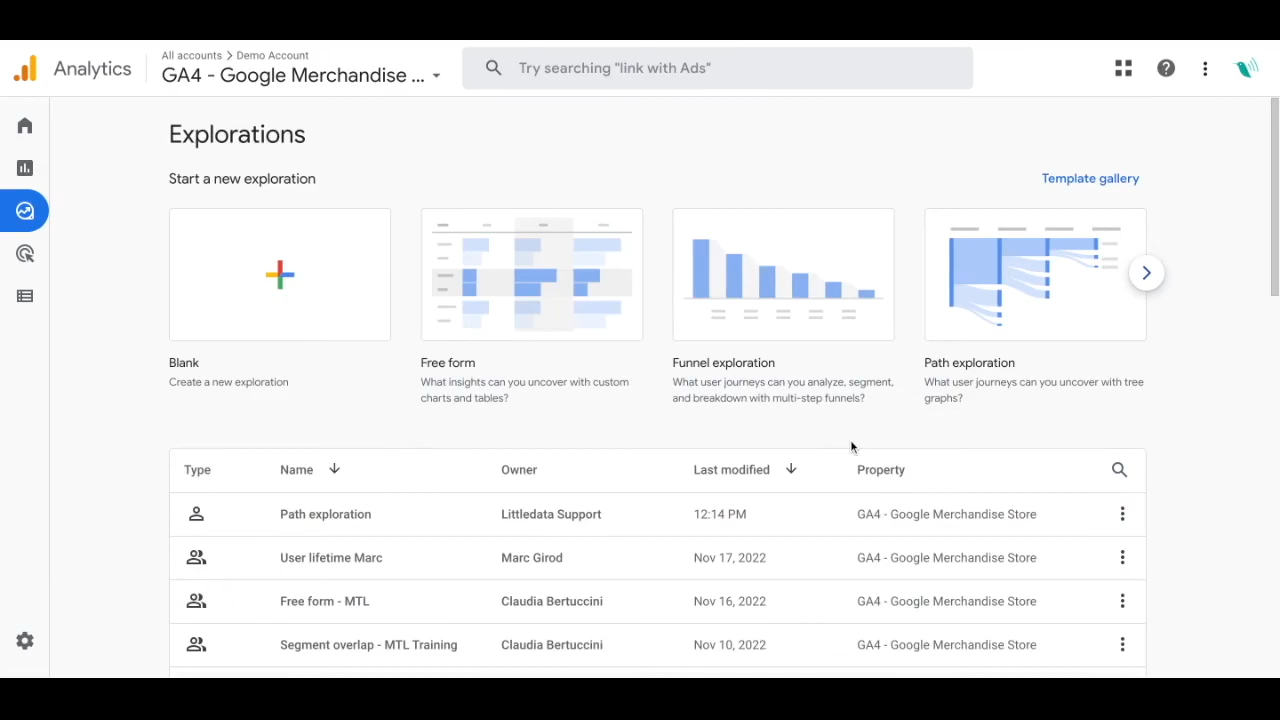 Analytics
All accounts > Demo Account
GA4 - Google Merchandise ...
Try searching "link with Ads"
Explorations
Start a new exploration
Template gallery
Blank
Create a new exploration
Free form
What insights can you uncover with custom
charts and tables?
Funnel exploration
What user journeys can you analyze, segment,
and breakdown with multi-step funnels?
Path exploration
What user journeys can you uncover with tree
graphs?
Type Name Owner Last modified Property
Path exploration Littledata Support 12:14 PM GA4 - Google Merchandise Store
User lifetime Marc Marc Girod Nov 17, 2022 GA4 - Google Merchandise Store
Free form - MTL Claudia Bertuccini Nov 16, 2022 GA4 - Google Merchandise Store
Segment overlap - MTL Training Claudia Bertuccini Nov 10, 2022 GA4 - Google Merchandise Store